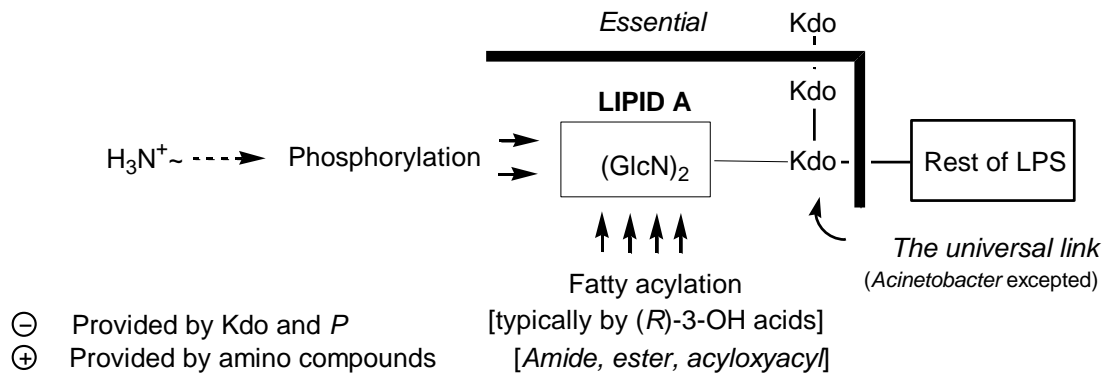 Essential
Kdo
Kdo
LIPID A
H₃N⁺~
Phosphorylation
(GlcN)₂
Kdo
Rest of LPS
The universal link
(Acinetobacter excepted)
Fatty acylation
[typically by (R)-3-OH acids]
[Amide, ester, acyloxyacyl]
⊖ Provided by Kdo and P
⊕ Provided by amino compounds